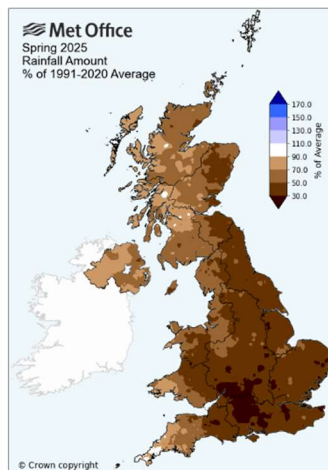 Met Office
Spring 2025
Rainfall Amount
% of 1991-2020 Average
170.0
150.0
130.0
110.0
90.0
70.0
50.0
30.0
% of Average
© Crown copyright